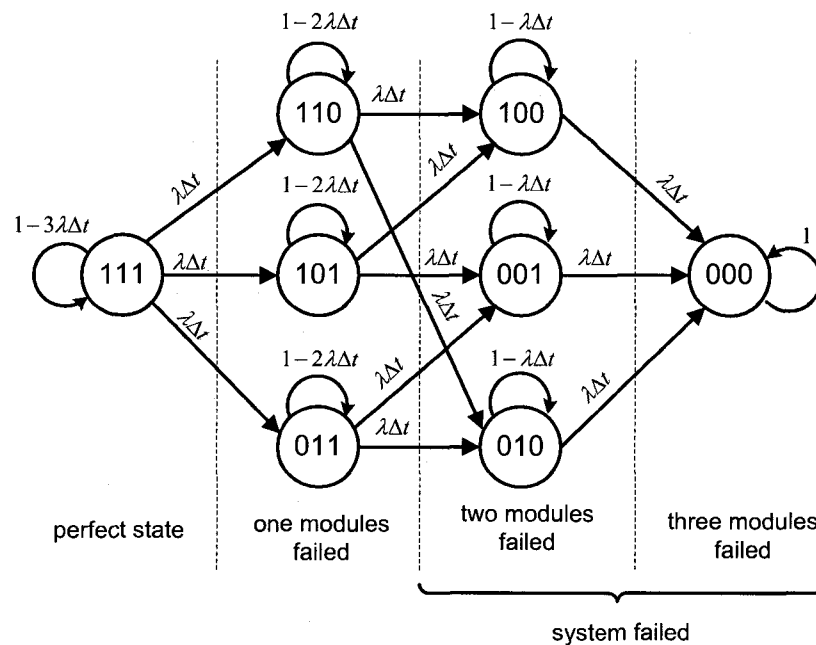 1−2λΔt
1−λΔt
110
λΔt
100
λΔt
λΔt
λΔt
1−3λΔt
1−2λΔt
1−λΔt
1
111
λΔt
101
λΔt
001
λΔt
000
λΔt
λΔt
1−2λΔt
λΔt
1−λΔt
λΔt
011
λΔt
010
perfect state
one modules
failed
two modules
failed
three modules
failed
system failed